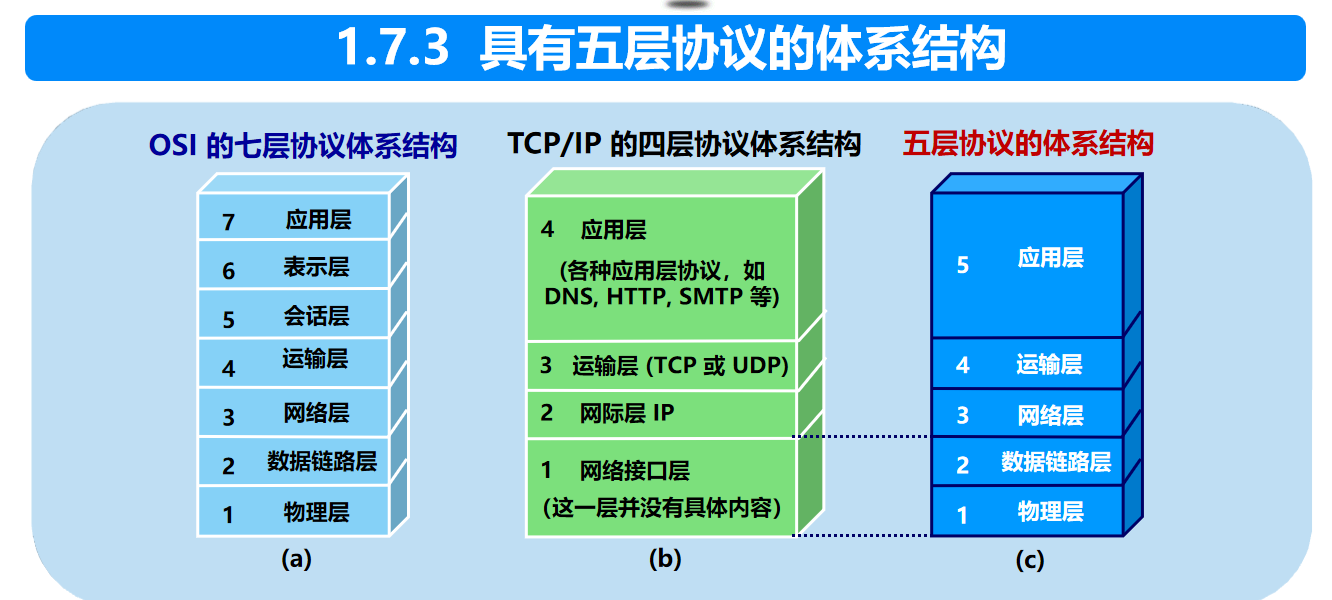 1.7.3 具有五层协议的体系结构
OSI 的七层协议体系结构
7 应用层
6 表示层
5 会话层
4 运输层
3 网络层
2 数据链路层
1 物理层
(a)
TCP/IP 的四层协议体系结构
4 应用层
(各种应用层协议，如
DNS, HTTP, SMTP 等)
3 运输层 (TCP 或 UDP)
2 网际层 IP
1 网络接口层
（这一层并没有具体内容）
(b)
五层协议的体系结构
5 应用层
4 运输层
3 网络层
2 数据链路层
1 物理层
(c)